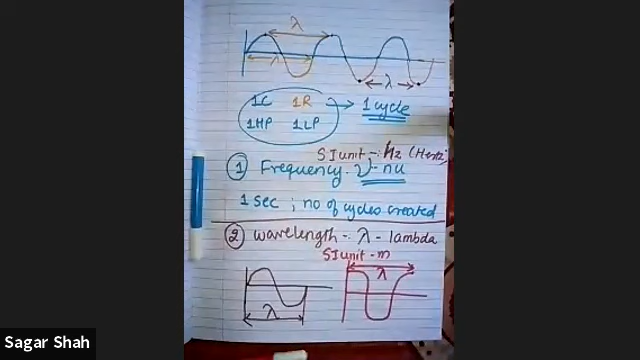 λ
λ
λ
1C 1R → 1 cycle
1HP 1LP
SI unit -: Hz (Hertz)
① Frequency - ν - nu
1 sec ; no of cycles created
② wavelength - λ - lambda
SI unit - m
λ λ
Sagar Shah